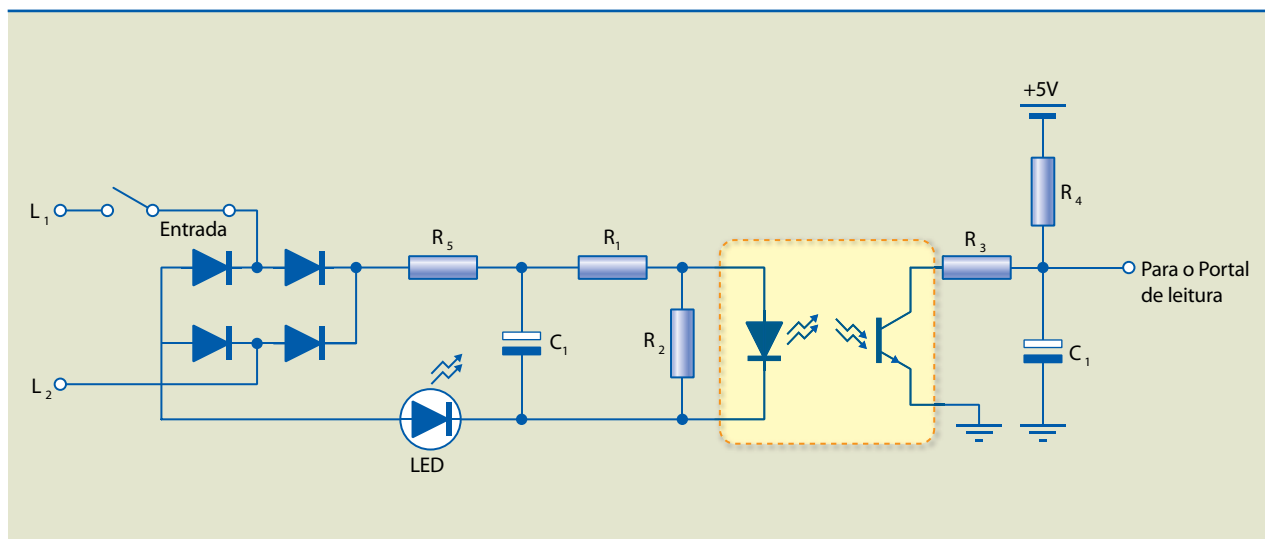 +5V
R4
L1
Entrada
R5
R1
R3
Para o Portal
de leitura
C1
R2
C1
L2
LED